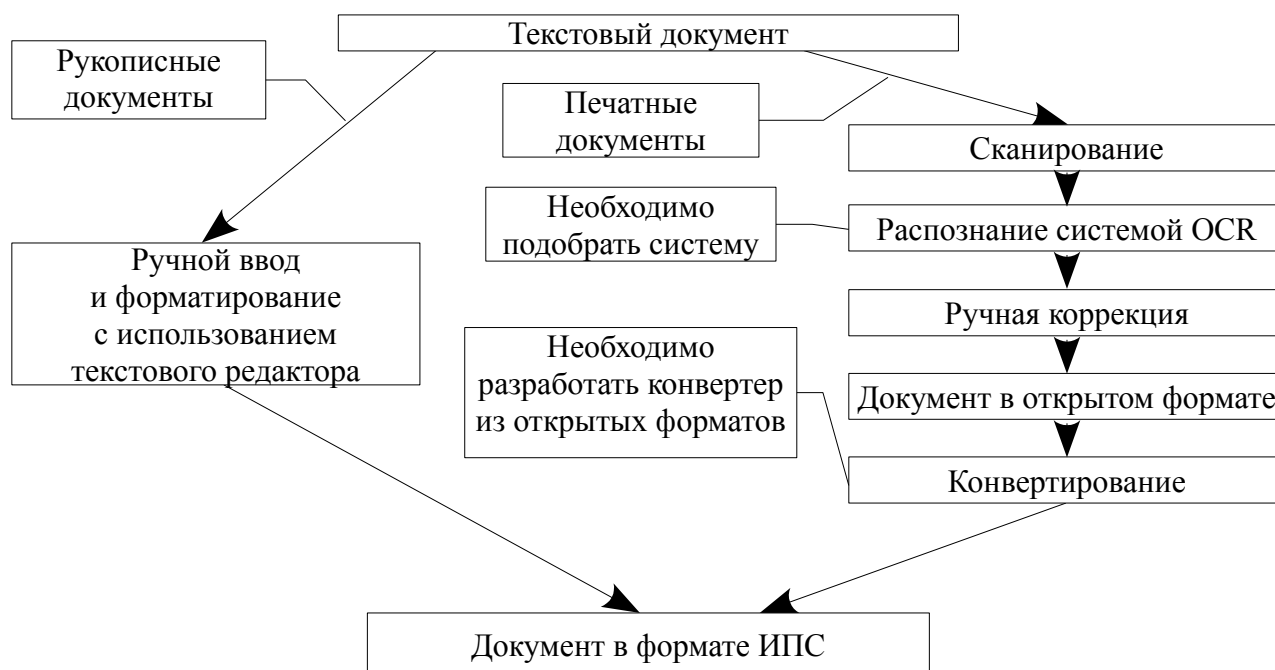 Текстовый документ
Рукописные
документы
Печатные
документы
Сканирование
Необходимо
подобрать систему
Распознание системой OCR
Ручной ввод
и форматирование
с использованием
текстового редактора
Ручная коррекция
Необходимо
разработать конвертер
из открытых форматов
Документ в открытом формате
Конвертирование
Документ в формате ИПС